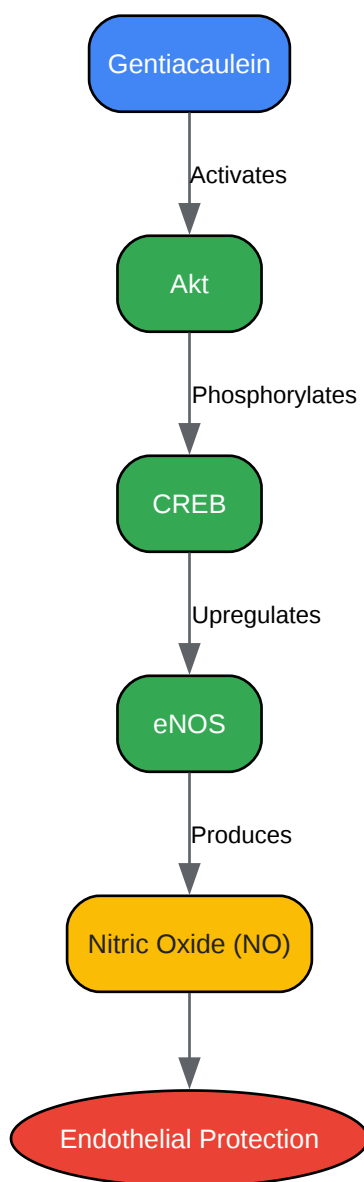 Gentiacaulein
Activates
Akt
Phosphorylates
CREB
Upregulates
eNOS
Produces
Nitric Oxide (NO)
Endothelial Protection